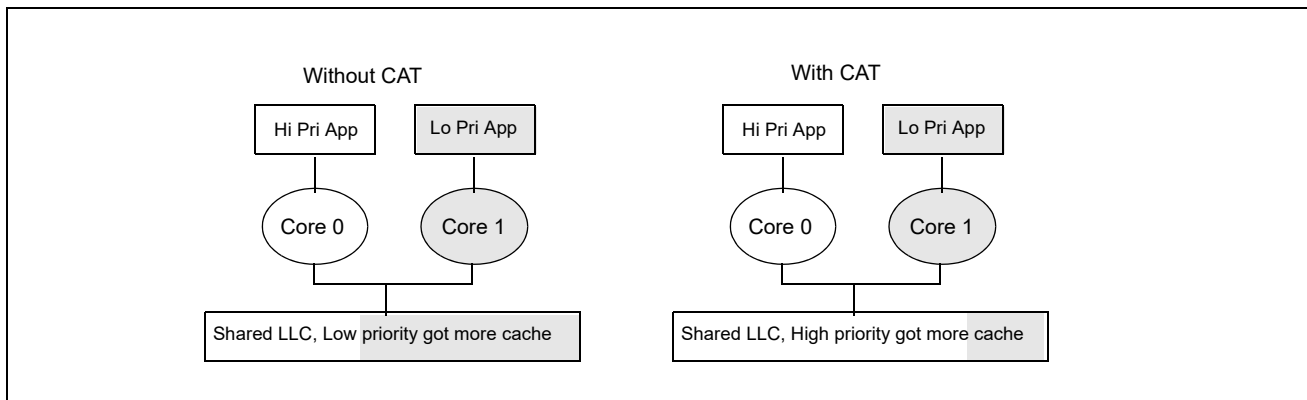 Without CAT
Hi Pri App
Lo Pri App
Core 0
Core 1
Shared LLC, Low priority got more cache
With CAT
Hi Pri App
Lo Pri App
Core 0
Core 1
Shared LLC, High priority got more cache